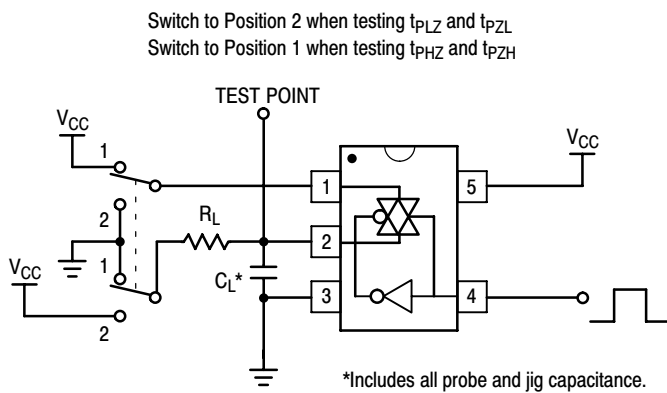 Switch to Position 2 when testing tPLZ and tPZL
Switch to Position 1 when testing tPHZ and tPZH
TEST POINT
VCC
VCC
1
1
5
RL
2
2
VCC
1
CL*
3
4
2
*Includes all probe and jig capacitance.